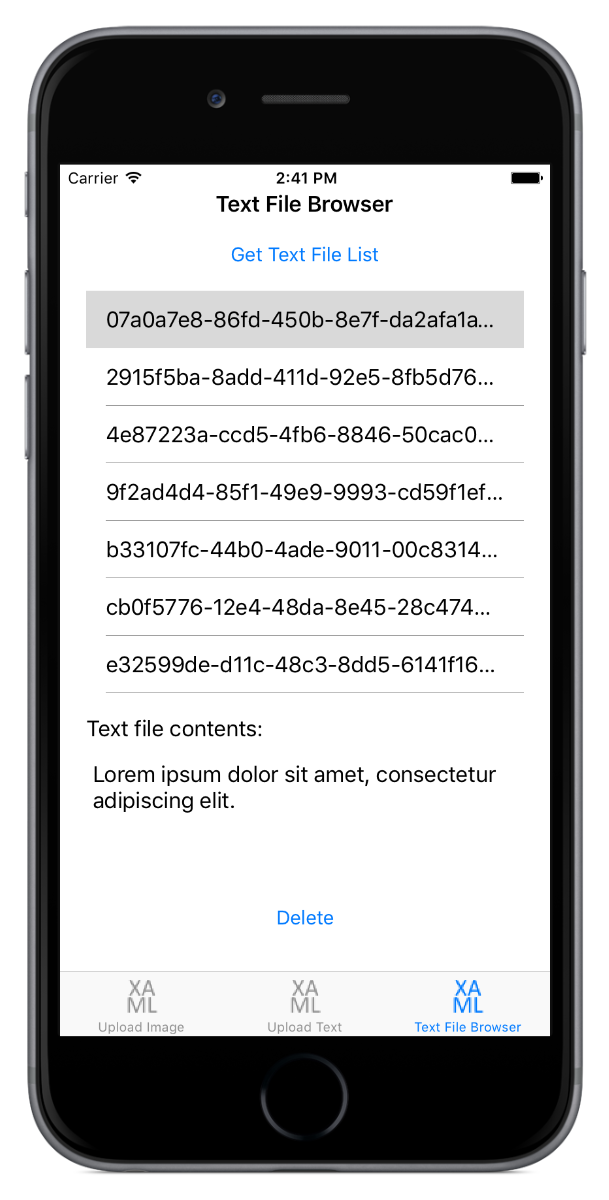 Carrier 2:41 PM
Text File Browser
Get Text File List
07a0a7e8-86fd-450b-8e7f-da2afa1a...
2915f5ba-8add-411d-92e5-8fb5d76...
4e87223a-ccd5-4fb6-8846-50cac0...
9f2ad4d4-85f1-49e9-9993-cd59f1ef...
b33107fc-44b0-4ade-9011-00c8314...
cb0f5776-12e4-48da-8e45-28c474...
e32599de-d11c-48c3-8dd5-6141f16...
Text file contents:
Lorem ipsum dolor sit amet, consectetur
adipiscing elit.
Delete
XA XA XA
ML ML ML
Upload Image Upload Text Text File Browser